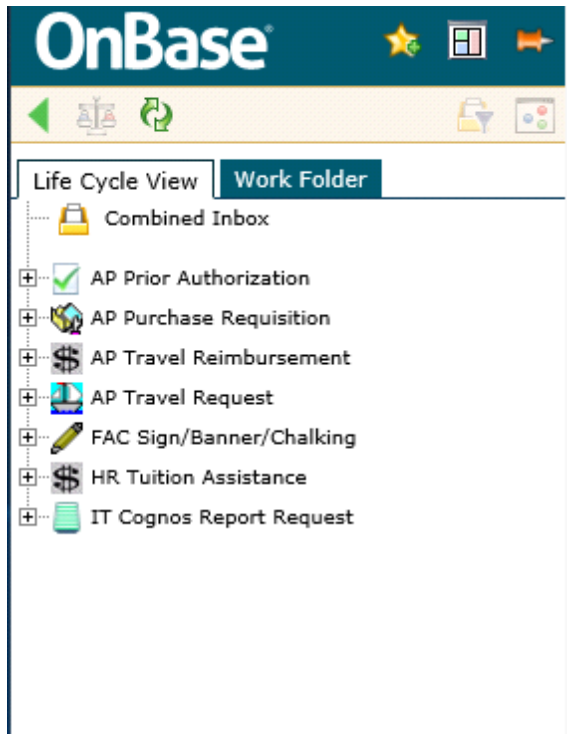 OnBase®
Life Cycle View
Work Folder
Combined Inbox
AP Prior Authorization
AP Purchase Requisition
AP Travel Reimbursement
AP Travel Request
FAC Sign/Banner/Chalking
HR Tuition Assistance
IT Cognos Report Request